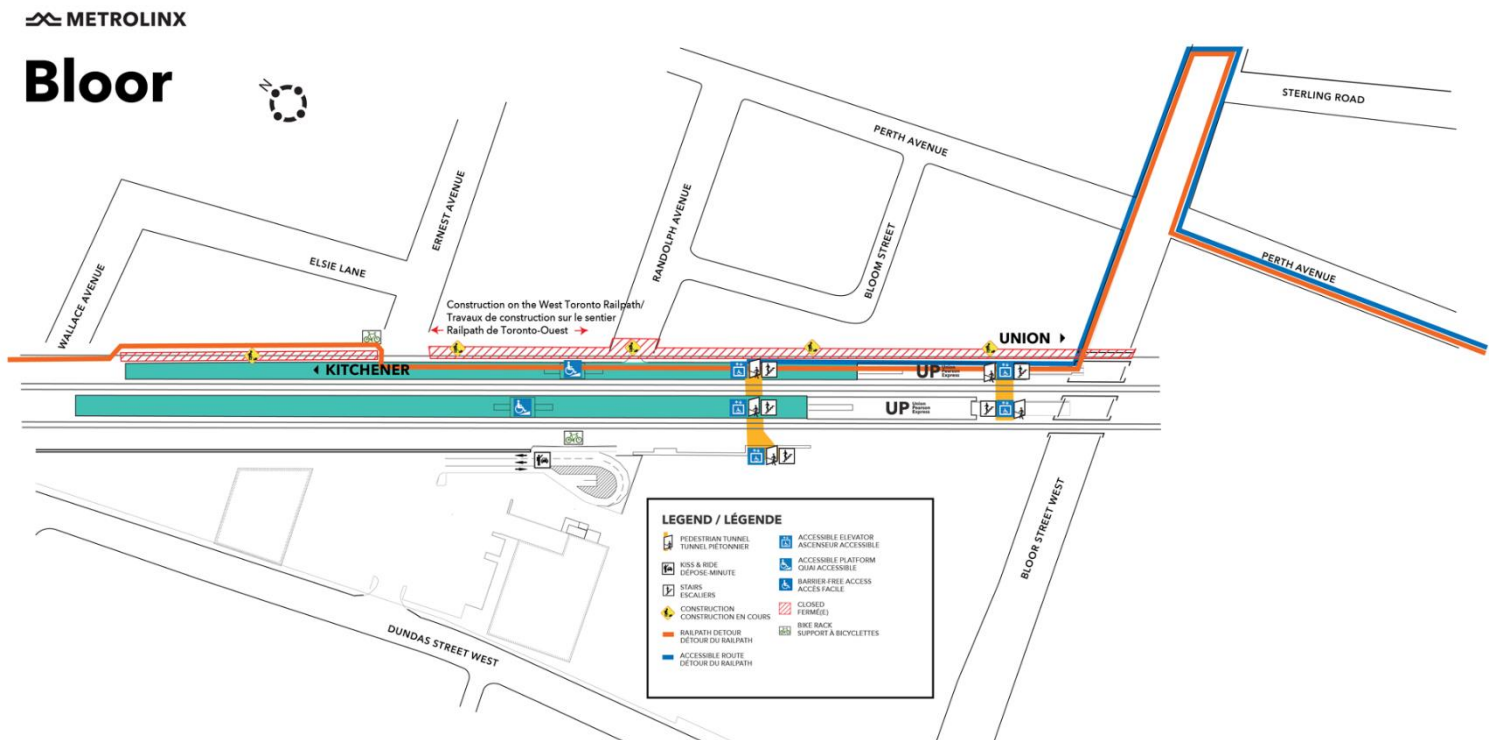 METROLINX
Bloor
N
STERLING ROAD
PERTH AVENUE
ERNEST AVENUE
RANDOLPH AVENUE
BLOOM STREET
ELSIE LANE
WALLACE AVENUE
PERTH AVENUE
Construction on the West Toronto Railpath/
Travaux de construction sur le sentier
Railpath de Toronto-Ouest
UNION
KITCHENER
UP Union
Pearson
Express
UP Union
Pearson
Express
BLOOR STREET WEST
DUNDAS STREET WEST
LEGEND / LÉGENDE
PEDESTRIAN TUNNEL
TUNNEL PIÉTONNIER
KISS & RIDE
DÉPOSE-MINUTE
STAIRS
ESCALIERS
CONSTRUCTION
CONSTRUCTION EN COURS
RAILPATH DETOUR
DÉTOUR DU RAILPATH
ACCESSIBLE ROUTE
DÉTOUR DU RAILPATH
ACCESSIBLE ELEVATOR
ASCENSEUR ACCESSIBLE
ACCESSIBLE PLATFORM
QUAI ACCESSIBLE
BARRIER-FREE ACCESS
ACCÈS FACILE
CLOSED
FERMÉ(E)
BIKE RACK
SUPPORT À BICYCLETTES